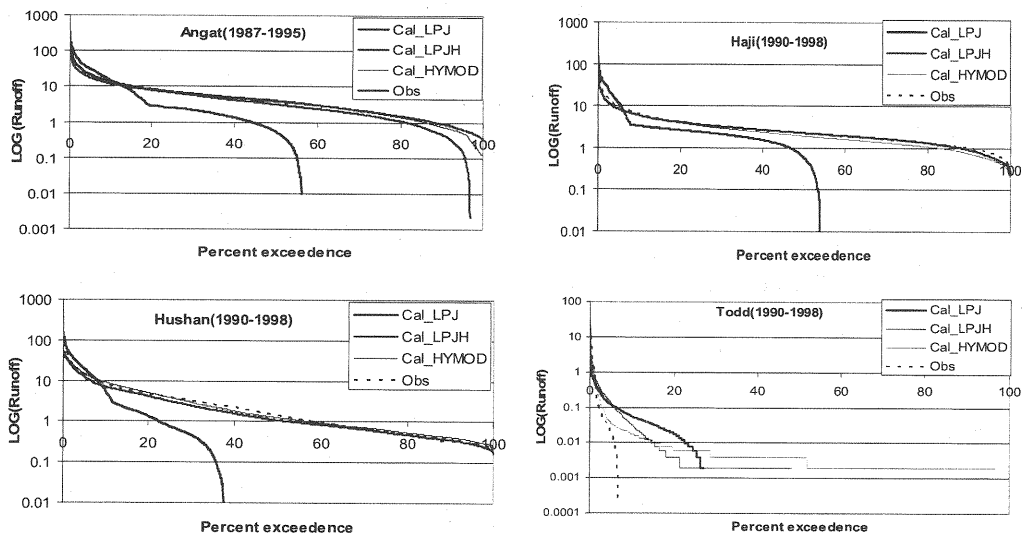 Angat(1987-1995)
Cal_LPJ
Cal_LPJH
Cal_HYMOD
Obs
LOG(Runoff)
1000
100
10
1
0.1
0.01
0.001
0
20
40
60
80
100
Percent exceedence
Haji(1990-1998)
Cal_LPJ
Cal_LPJH
Cal_HYMOD
Obs
LOG(Runoff)
1000
100
10
1
0.1
0.01
0
20
40
60
80
100
Percent exceedence
Hushan(1990-1998)
Cal_LPJ
Cal_LPJH
Cal_HYMOD
Obs
LOG(Runoff)
1000
100
10
1
0.1
0.01
0
20
40
60
80
100
Percent exceedence
Todd(1990-1998)
Cal_LPJ
Cal_LPJH
Cal_HYMOD
Obs
LOG(Runoff)
100
10
1
0.1
0.01
0.001
0.0001
0
20
40
60
80
100
Percent exceedence